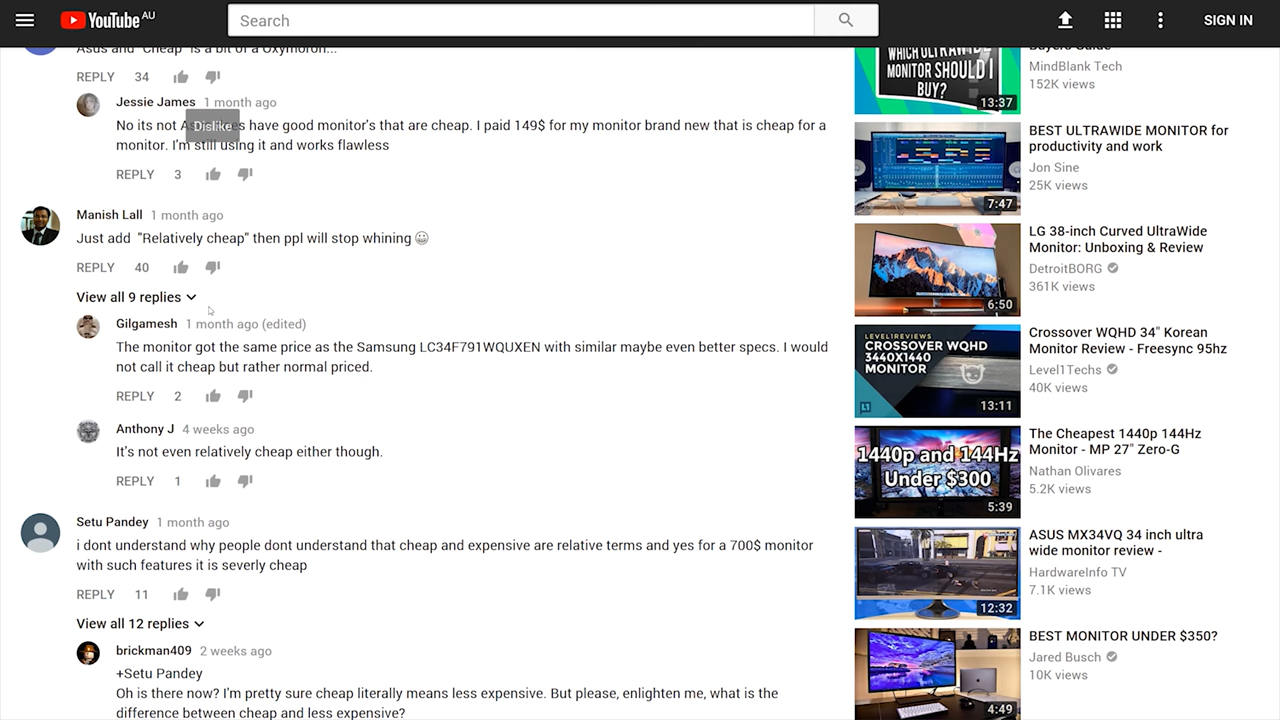 YouTube AU
Search
SIGN IN
Asus and "Cheap" is a bit of a Oxymoron...
REPLY 34
Jessie James 1 month ago
Dislike
No its not As es have good monitor's that are cheap. I paid 149$ for my monitor brand new that is cheap for a
monitor. I'm still using it and works flawless
REPLY 3
Manish Lall 1 month ago
Just add "Relatively cheap" then ppl will stop whining 😀
REPLY 40
View all 9 replies
Gilgamesh 1 month ago (edited)
The monitor got the same price as the Samsung LC34F791WQUXEN with similar maybe even better specs. I would
not call it cheap but rather normal priced.
REPLY 2
Anthony J 4 weeks ago
It's not even relatively cheap either though.
REPLY 1
Setu Pandey 1 month ago
i dont understand why people dont understand that cheap and expensive are relative terms and yes for a 700$ monitor
with such features it is severly cheap
REPLY 11
View all 12 replies
brickman409 2 weeks ago
+Setu Pandey
Oh is there now? I'm pretty sure cheap literally means less expensive. But please, enlighten me, what is the
difference between cheap and less expensive?
WHICH ULTRAWIDE
MONITOR SHOULD I
BUY?
13:37
Buyers Guide
MindBlank Tech
152K views
7:47
BEST ULTRAWIDE MONITOR for
productivity and work
Jon Sine
25K views
6:50
LG 38-inch Curved UltraWide
Monitor: Unboxing & Review
DetroitBORG
361K views
LEVEL1REVIEWS
CROSSOVER WQHD
3440X1440
MONITOR
L1
13:11
Crossover WQHD 34" Korean
Monitor Review - Freesync 95hz
Level1Techs
40K views
1440p and 144Hz
Under $300
5:39
The Cheapest 1440p 144Hz
Monitor - MP 27" Zero-G
Nathan Olivares
5.2K views
12:32
ASUS MX34VQ 34 inch ultra
wide monitor review -
HardwareInfo TV
7.1K views
4:49
BEST MONITOR UNDER $350?
Jared Busch
10K views